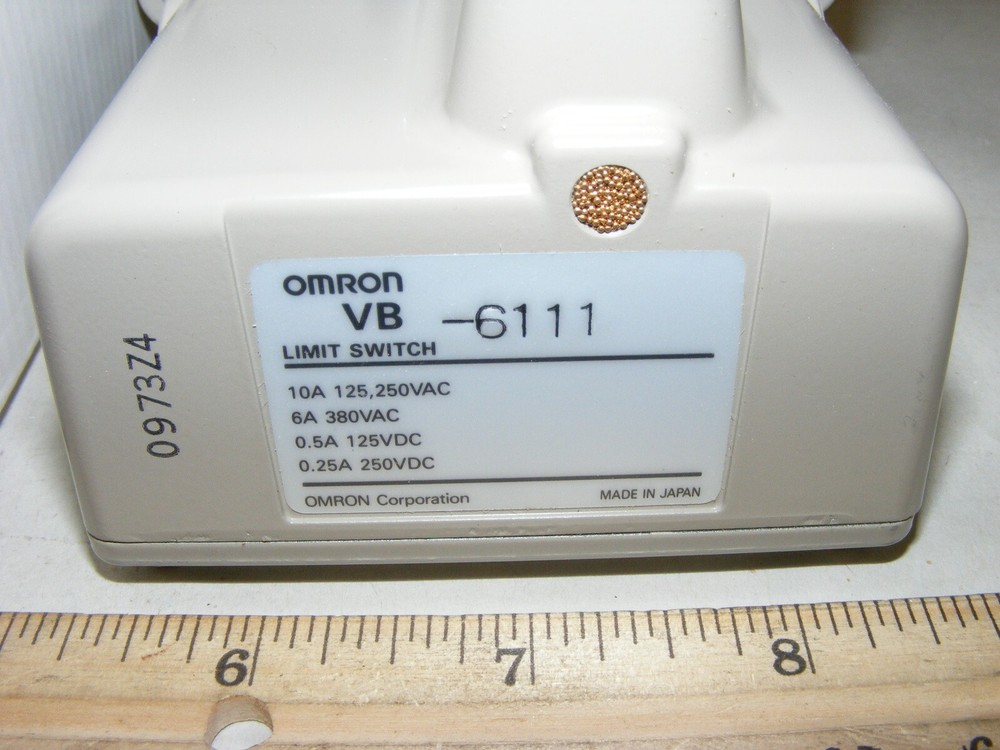 OMRON
VB -6111
LIMIT SWITCH
10A 125,250VAC
6A 380VAC
0.5A 125VDC
0.25A 250VDC
OMRON Corporation MADE IN JAPAN
0973Z4
6 7 8